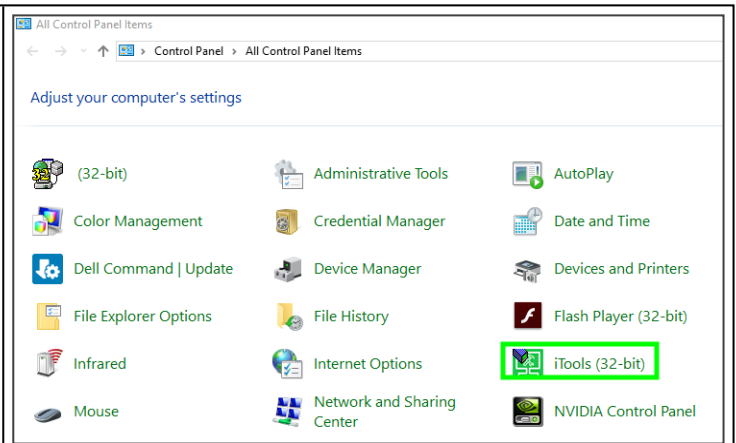 All Control Panel Items
Control Panel > All Control Panel Items
Adjust your computer's settings
32 (32-bit) Administrative Tools AutoPlay
Color Management Credential Manager Date and Time
Dell Command | Update Device Manager Devices and Printers
File Explorer Options File History Flash Player (32-bit)
Infrared Internet Options iTools (32-bit)
Mouse Network and Sharing Center NVIDIA Control Panel